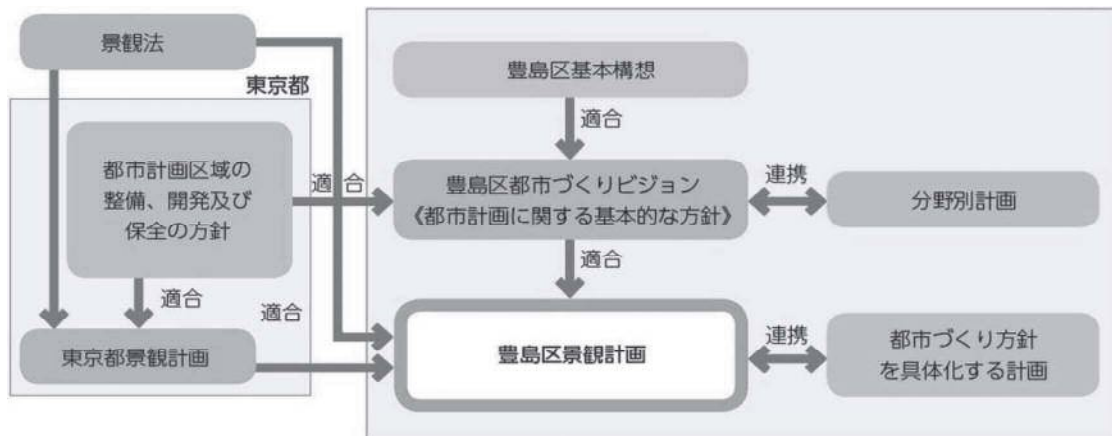 景観法
東京都
豊島区基本構想
適合
都市計画区域の
整備、開発及び
保全の方針
適合
豊島区都市づくりビジョン
《都市計画に関する基本的な方針》
連携
分野別計画
適合
適合
適合
東京都景観計画
豊島区景観計画
連携
都市づくり方針
を具体化する計画